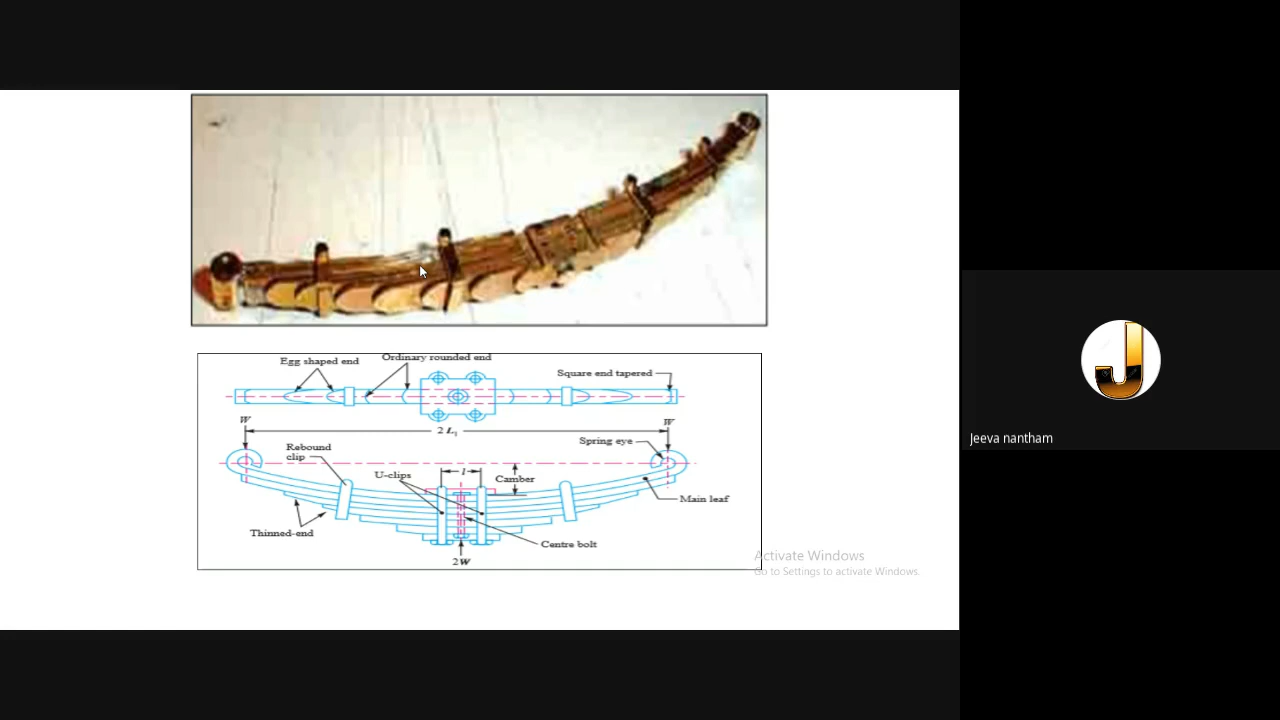 Egg shaped end
Ordinary rounded end
Square end tapered
W
W
2 L₁
Rebound
clip
Spring eye
U-clips
l
Camber
Main leaf
Thinned-end
Centre bolt
2W
Activate Windows
Go to Settings to activate Windows.
J
Jeeva nantham